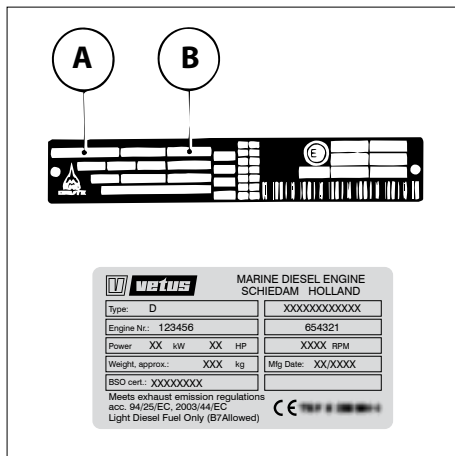 A
B
E
DEUTZ
V vetus MARINE DIESEL ENGINE
SCHIEDAM HOLLAND
Type: D XXXXXXXXXXXX
Engine Nr.: 123456 654321
Power XX kW XX HP XXXX RPM
Weight, approx.: XXX kg Mfg Date: XX/XXXX
BSO cert.: XXXXXXXX
Meets exhaust emission regulations
acc. 94/25/EC, 2003/44/EC
Light Diesel Fuel Only (B7Allowed)
CE